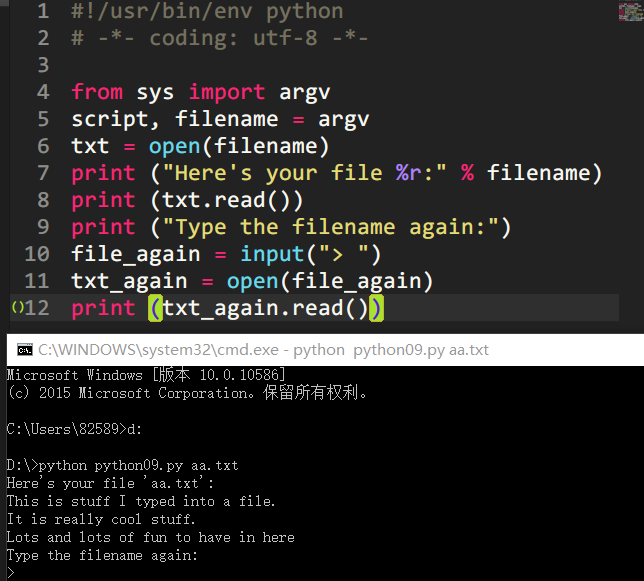 1 #!/usr/bin/env python
2 # -*- coding: utf-8 -*-
3
4 from sys import argv
5 script, filename = argv
6 txt = open(filename)
7 print ("Here's your file %r:" % filename)
8 print (txt.read())
9 print ("Type the filename again:")
10 file_again = input("> ")
11 txt_again = open(file_again)
()12 print (txt_again.read())
C:\WINDOWS\system32\cmd.exe - python  python09.py aa.txt
Microsoft Windows [版本 10.0.10586]
(c) 2015 Microsoft Corporation。保留所有权利。
C:\Users\82589>d:
D:\>python python09.py aa.txt
Here's your file 'aa.txt':
This is stuff I typed into a file.
It is really cool stuff.
Lots and lots of fun to have in here
Type the filename again:
>